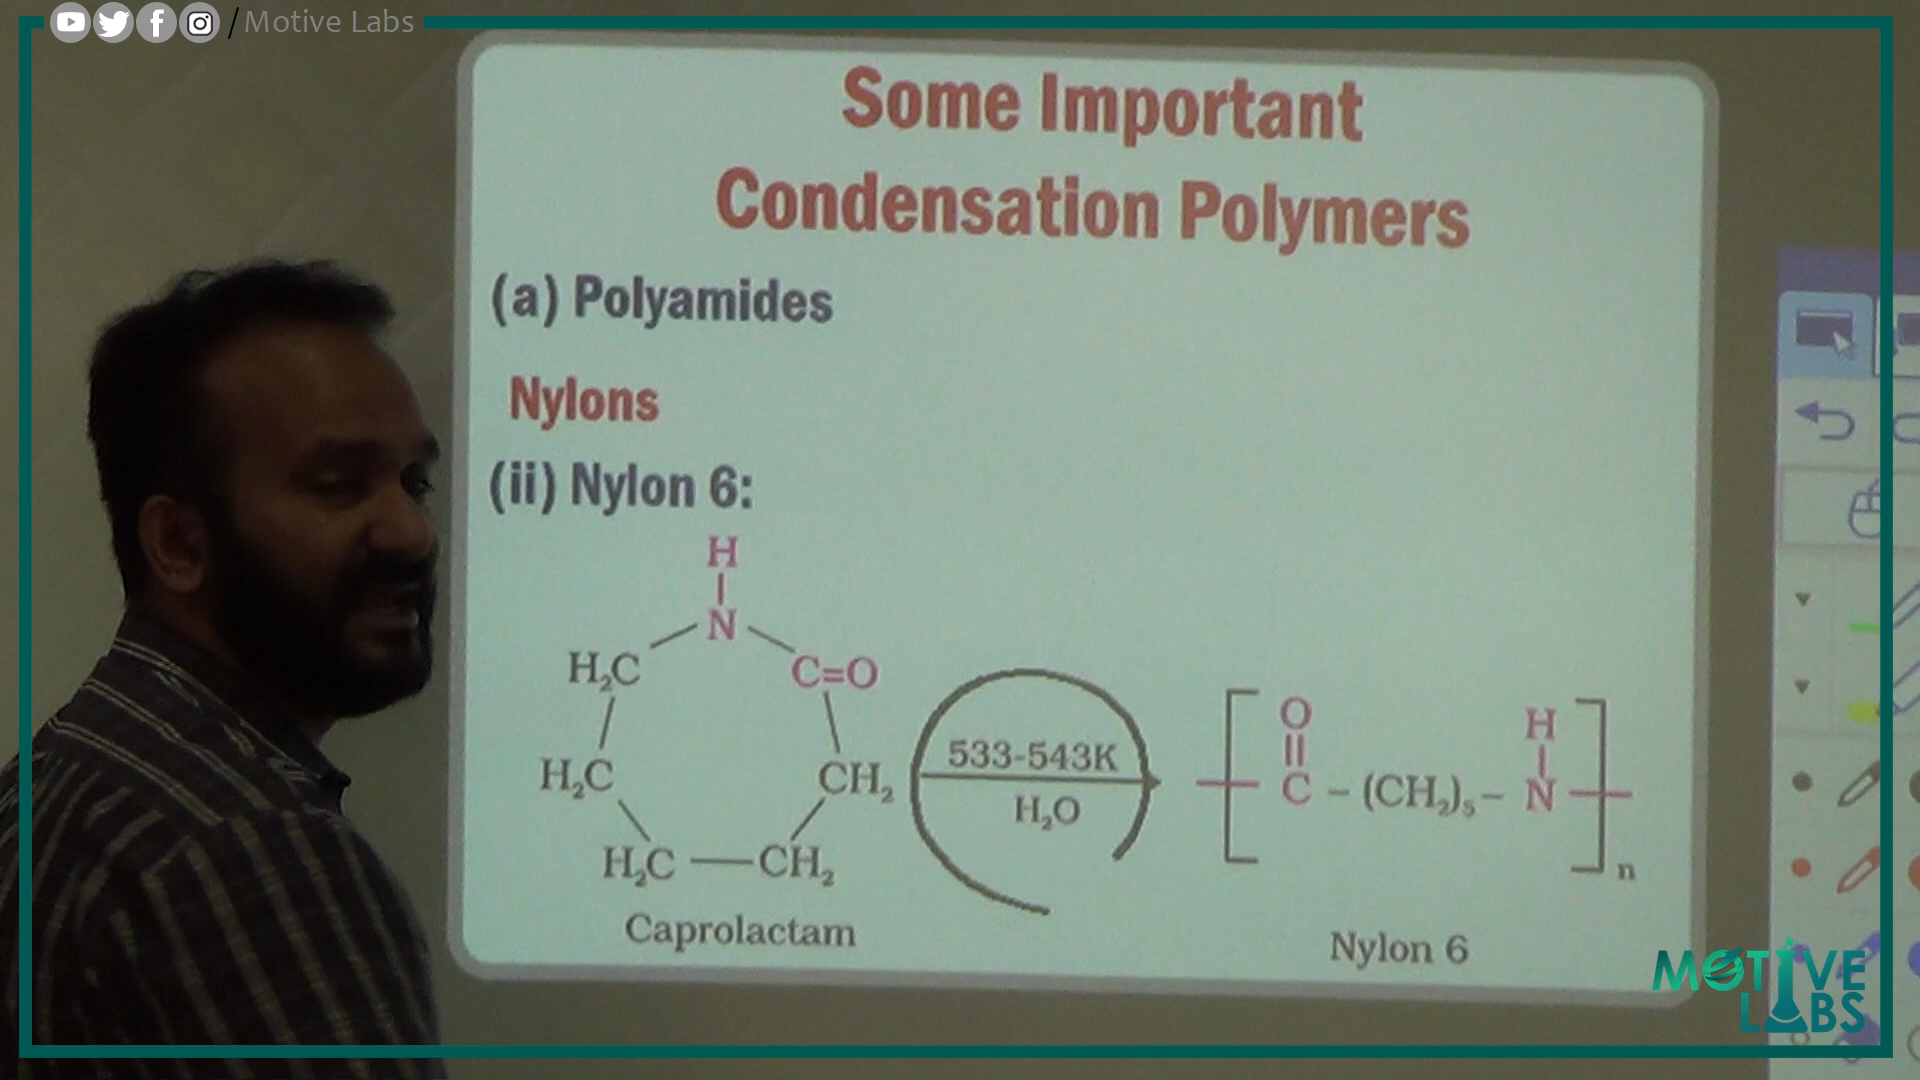 / Motive Labs
Some Important
Condensation Polymers
(a) Polyamides
Nylons
(ii) Nylon 6:
H
N
H₂C
C=O
H₂C
CH₂
H₂C — CH₂
Caprolactam
533-543K
H₂O
O
H
C – (CH₂)₅ – N
n
Nylon 6
MOTIVE
LABS